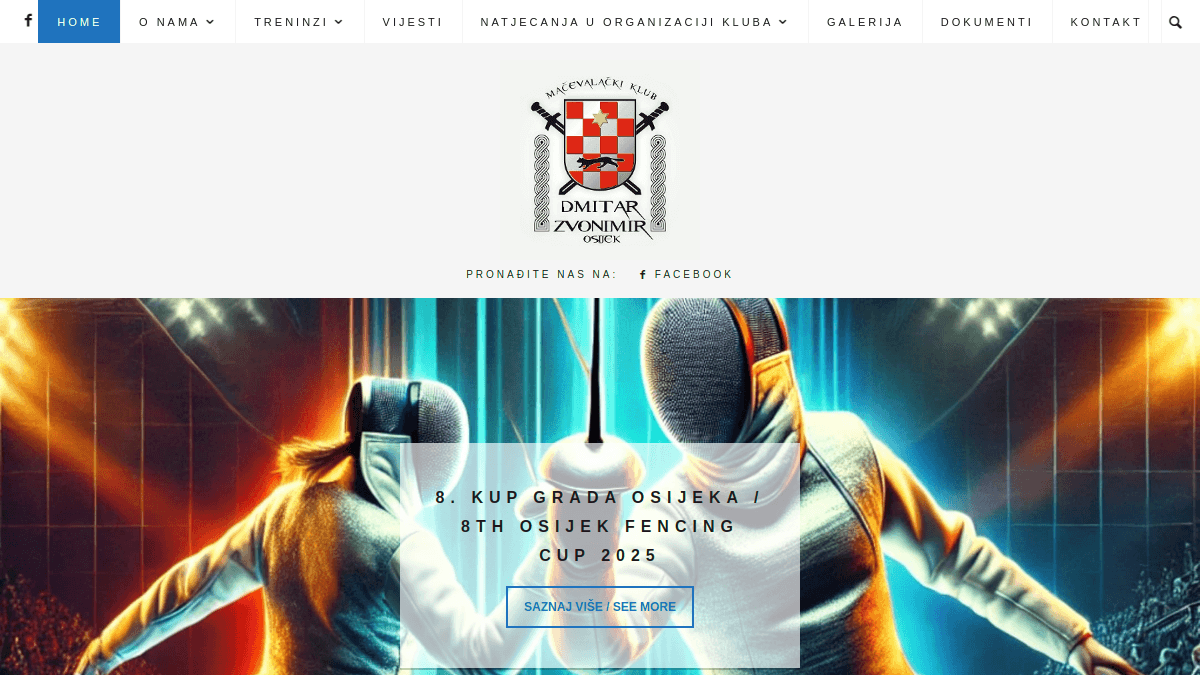 HOME O NAMA TRENINZI VIJESTI NATJECANJA U ORGANIZACIJI KLUBA GALERIJA DOKUMENTI KONTAKT
MAČEVALAČKI KLUB
DMITAR
ZVONIMIR
OSIJEK
PRONAĐITE NAS NA: FACEBOOK
8. KUP GRADA OSIJEKA /
8TH OSIJEK FENCING
CUP 2025
SAZNAJ VIŠE / SEE MORE